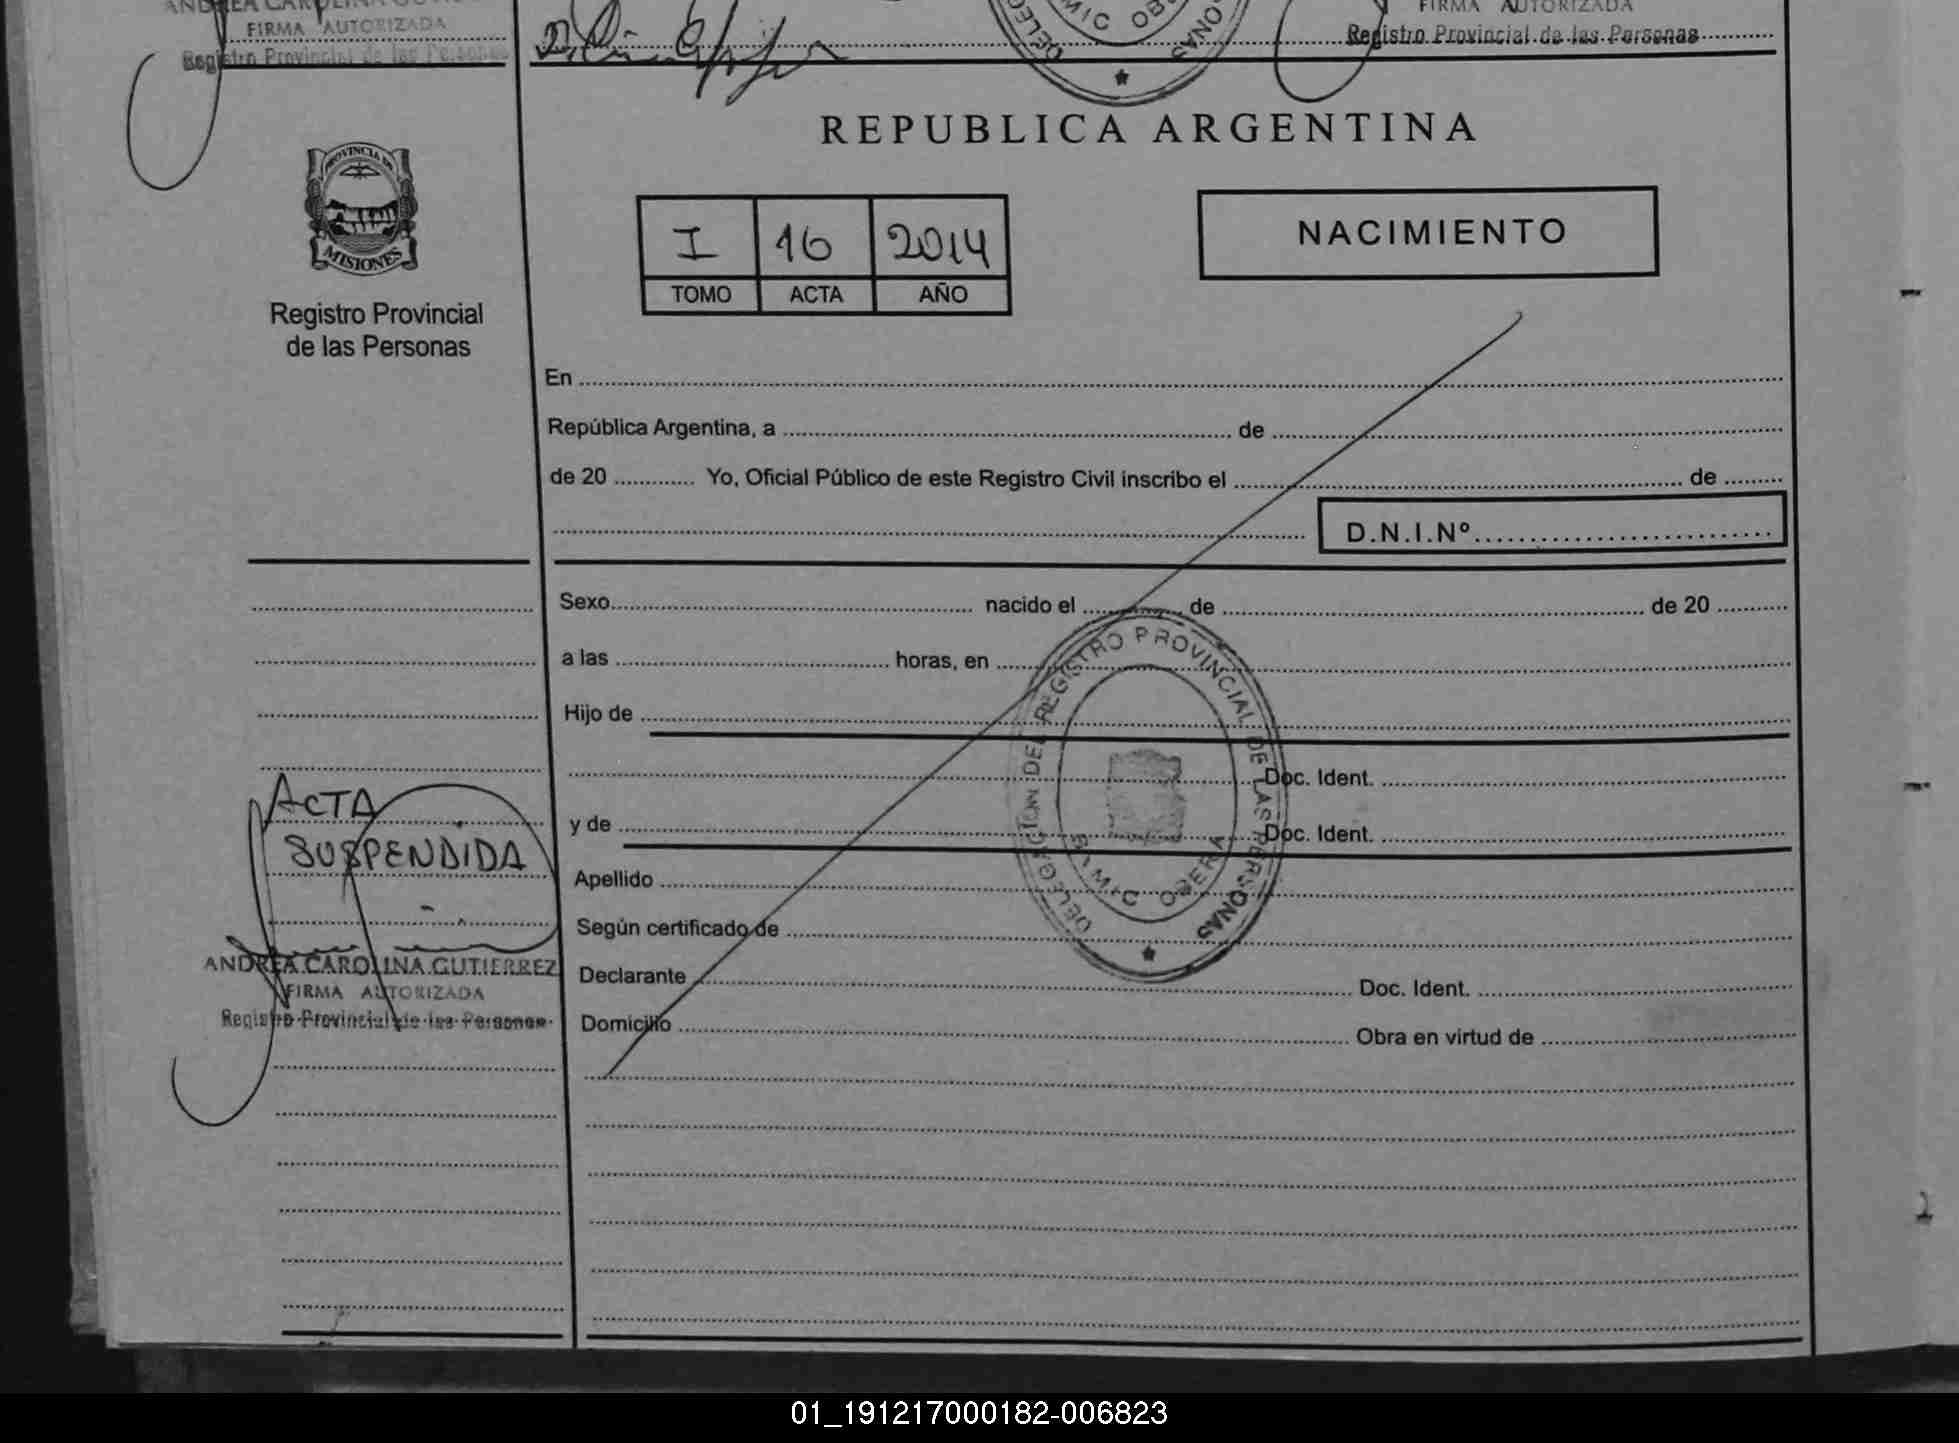 ANDREA CAROLINA GUTIERREZ
FIRMA AUTORIZADA
Registro Provincial de las Personas
FIRMA AUTORIZADA
Registro Provincial de las Personas
PROVINCIA DE
MISIONES
Registro Provincial
de las Personas
REPUBLICA ARGENTINA
I 16 2014
TOMO ACTA AÑO
NACIMIENTO
En
República Argentina, a de
de 20 Yo, Oficial Público de este Registro Civil inscribo el de
D.N.I.Nº
Sexo nacido el de de 20
a las horas, en
Hijo de
Doc. Ident.
y de Doc. Ident.
Apellido
Según certificado de
Declarante Doc. Ident.
Domicilio Obra en virtud de
DELEGACION DEL REGISTRO PROVINCIAL DE LAS PERSONAS
OBERA
ACTA
SUSPENDIDA
ANDREA CAROLINA GUTIERREZ
FIRMA AUTORIZADA
Registro Provincial de las Personas
01_191217000182-006823